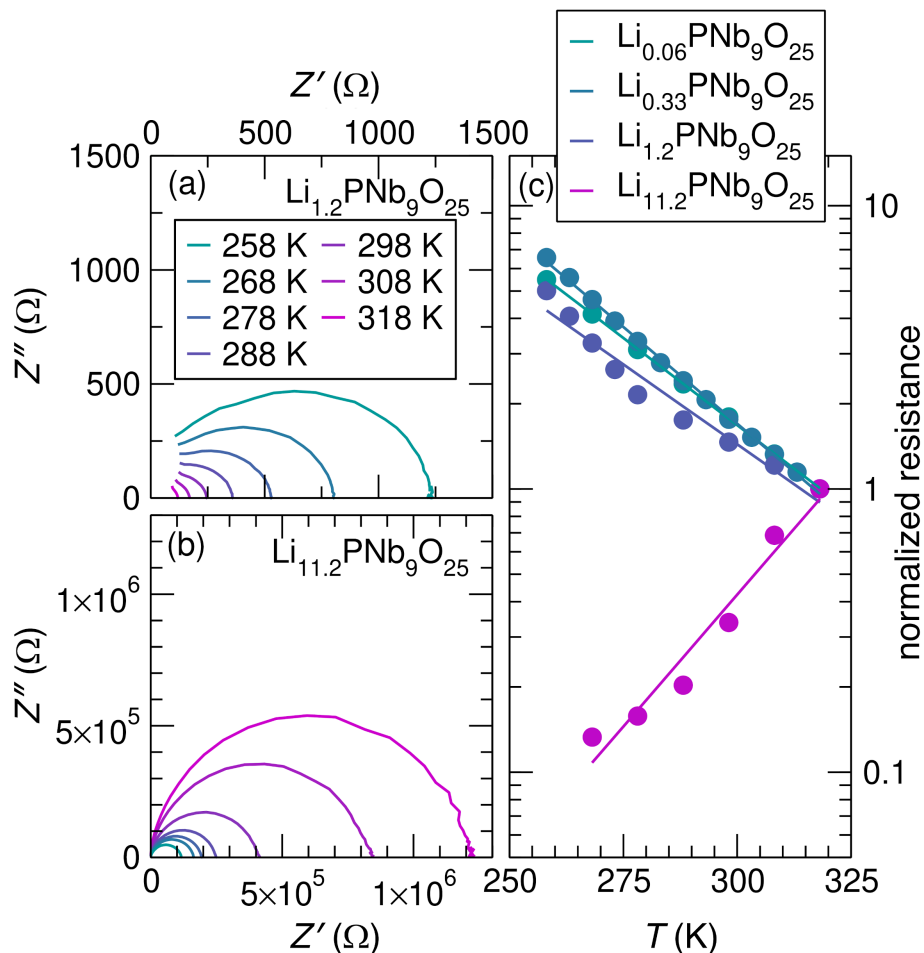 Z′ (Ω)
0 500 1000 1500
Z″ (Ω)
1500
1000
500
0
(a)
Li₁.₂PNb₉O₂₅
258 K
268 K
278 K
288 K
298 K
308 K
318 K
(b)
Li₁₁.₂PNb₉O₂₅
Z″ (Ω)
1×10⁶
5×10⁵
0
0 5×10⁵ 1×10⁶
Z′ (Ω)
Li₀.₀₆PNb₉O₂₅
Li₀.₃₃PNb₉O₂₅
Li₁.₂PNb₉O₂₅
Li₁₁.₂PNb₉O₂₅
(c)
10
1
0.1
normalized resistance
250 275 300 325
T (K)